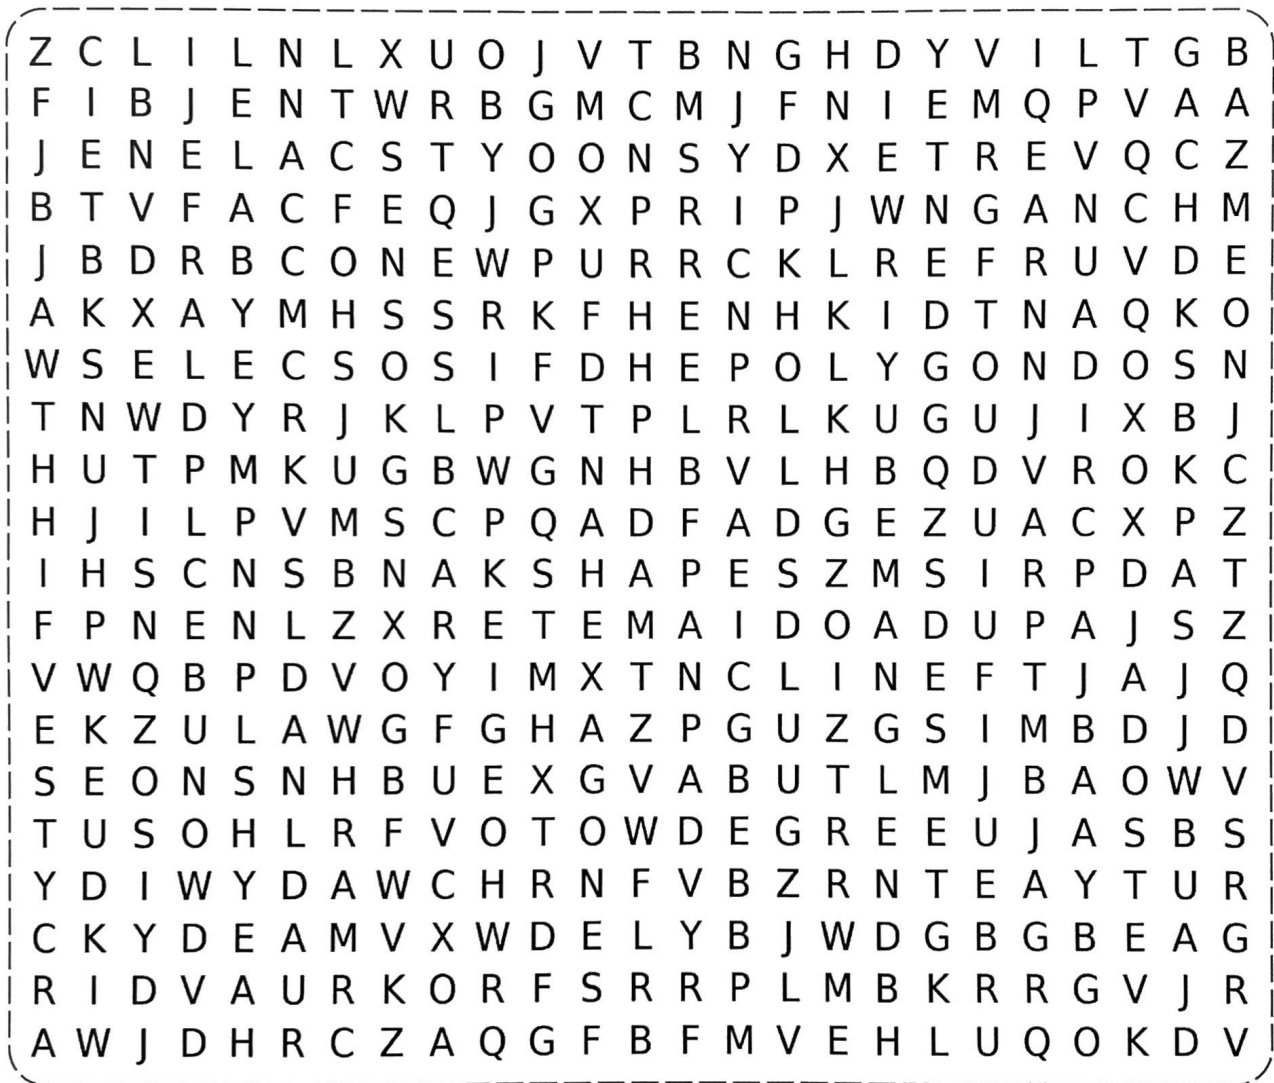 Z C L I L N L X U O J V T B N G H D Y V I L T G B
F I B J E N T W R B G M C M J F N I E M Q P V A A
J E N E L A C S T Y O O N S Y D X E T R E V Q C Z
B T V F A C F E Q J G X P R I P J W N G A N C H M
J B D R B C O N E W P U R R C K L R E F R U V D E
A K X A Y M H S S R K F H E N H K I D T N A Q K O
W S E L E C S O S I F D H E P O L Y G O N D O S N
T N W D Y R J K L P V T P L R L K U G U J I X B J
H U T P M K U G B W G N H B V L H B Q D V R O K C
H J I L P V M S C P Q A D F A D G E Z U A C X P Z
I H S C N S B N A K S H A P E S Z M S I R P D A T
F P N E N L Z X R E T E M A I D O A D U P A J S Z
V W Q B P D V O Y I M X T N C L I N E F T J A J Q
E K Z U L A W G F G H A Z P G U Z G S I M B D J D
S E O N S N H B U E X G V A B U T L M J B A O W V
T U S O H L R F V O T O W D E G R E E U J A S B S
Y D I W Y D A W C H R N F V B Z R N T E A Y T U R
C K Y D E A M V X W D E L Y B J W D G B G B E A G
R I D V A U R K O R F S R R P L M B K R R G V J R
A W J D H R C Z A Q G F B F M V E H L U Q O K D V